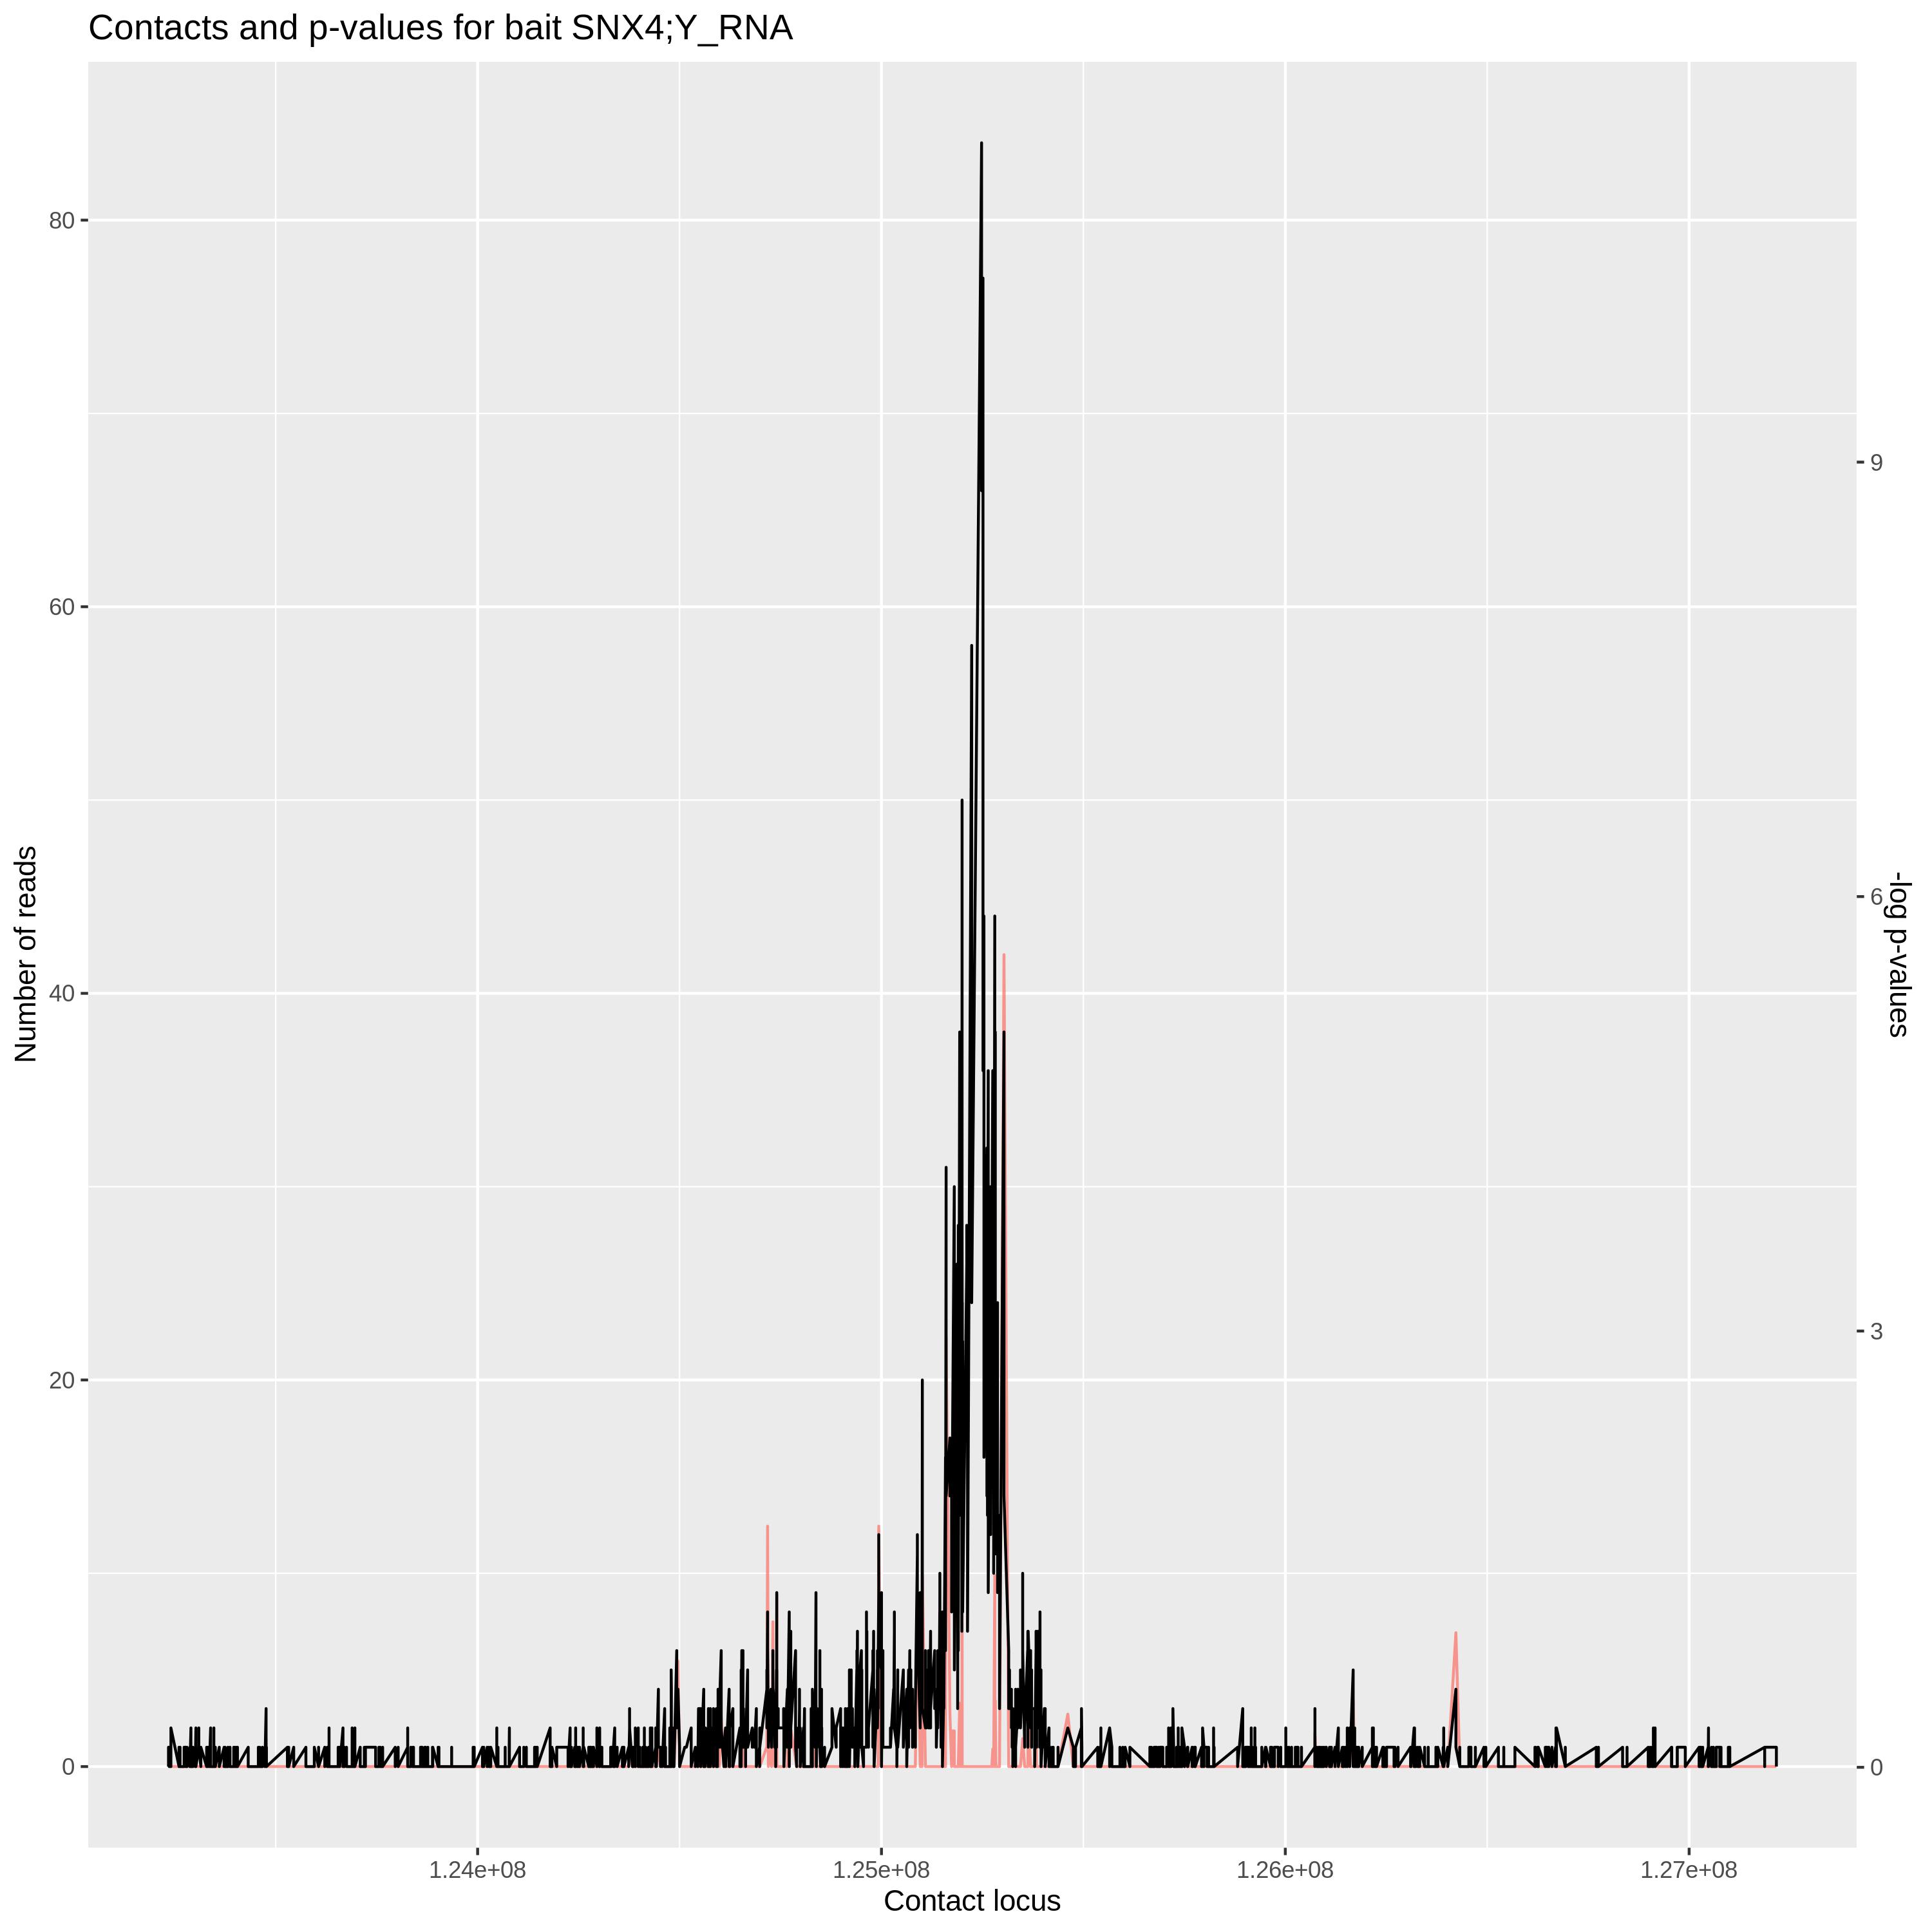 Contacts and p-values for bait SNX4;Y_RNA
80
60
40
20
0
Number of reads
9
6
3
0
-log p-values
1.24e+08 1.25e+08 1.26e+08 1.27e+08
Contact locus